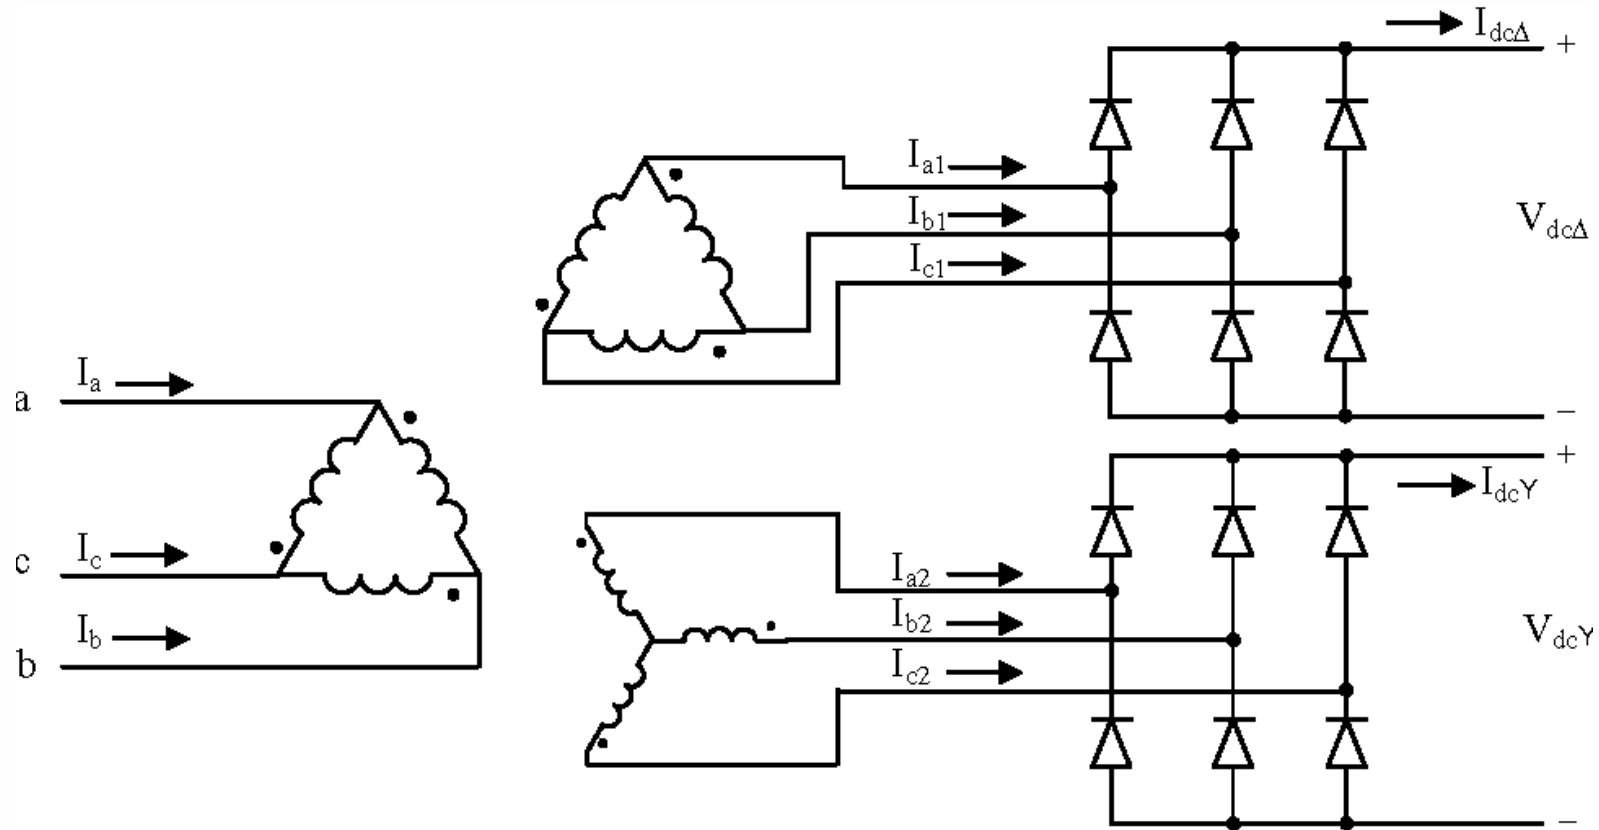 I_dcΔ
+
I_a1
I_b1
V_dcΔ
I_c1
I_a
a
−
+
I_dcY
I_c
c
I_a2
I_b
I_b2
V_dcY
b
I_c2
−